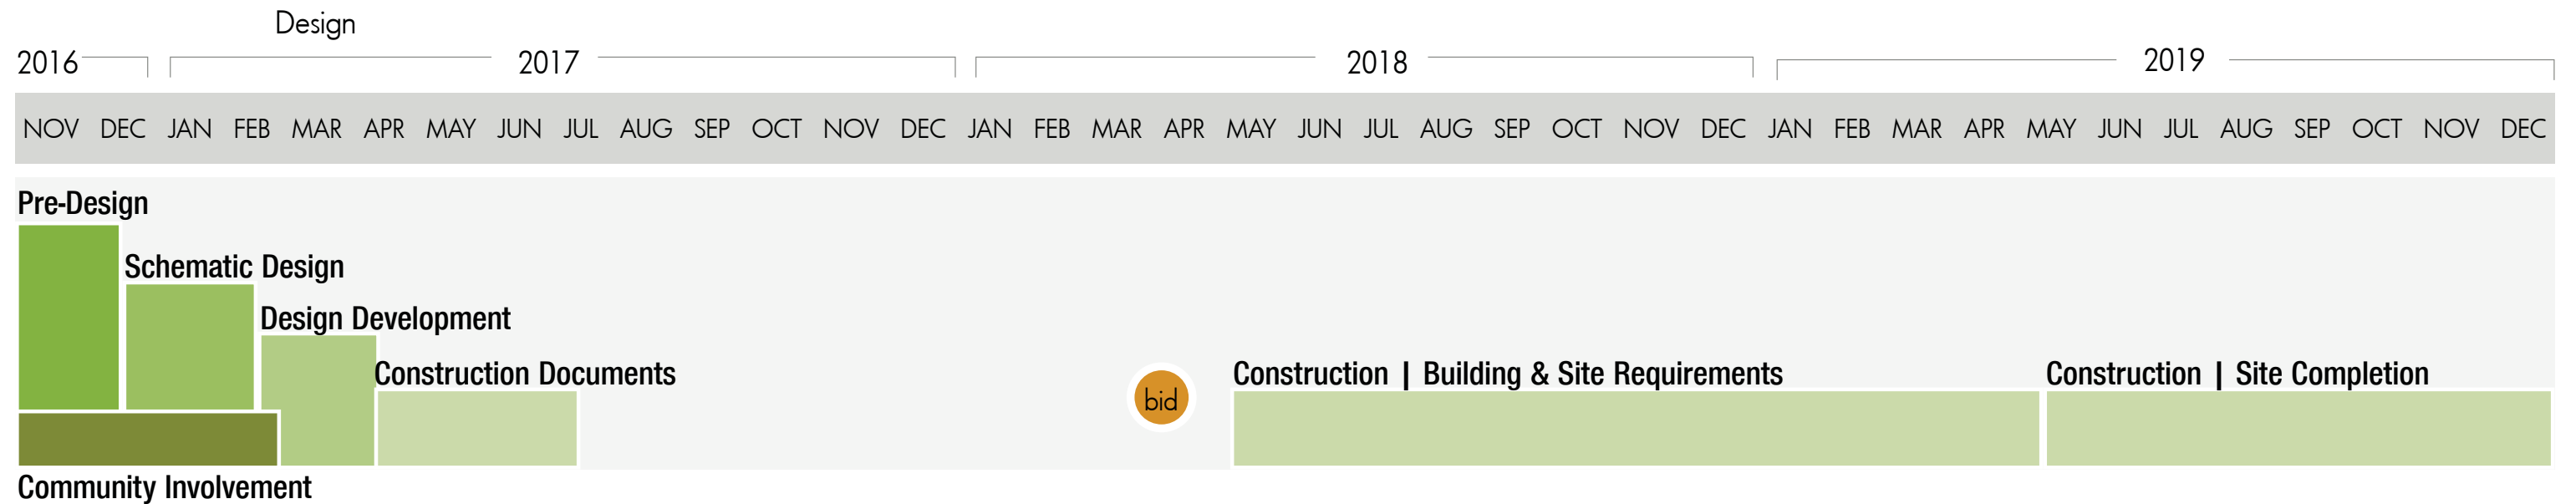 Design
2016 2017 2018 2019
NOV DEC JAN FEB MAR APR MAY JUN JUL AUG SEP OCT NOV DEC JAN FEB MAR APR MAY JUN JUL AUG SEP OCT NOV DEC JAN FEB MAR APR MAY JUN JUL AUG SEP OCT NOV DEC
Pre-Design
Schematic Design
Design Development
Construction Documents
bid
Construction | Building & Site Requirements
Construction | Site Completion
Community Involvement